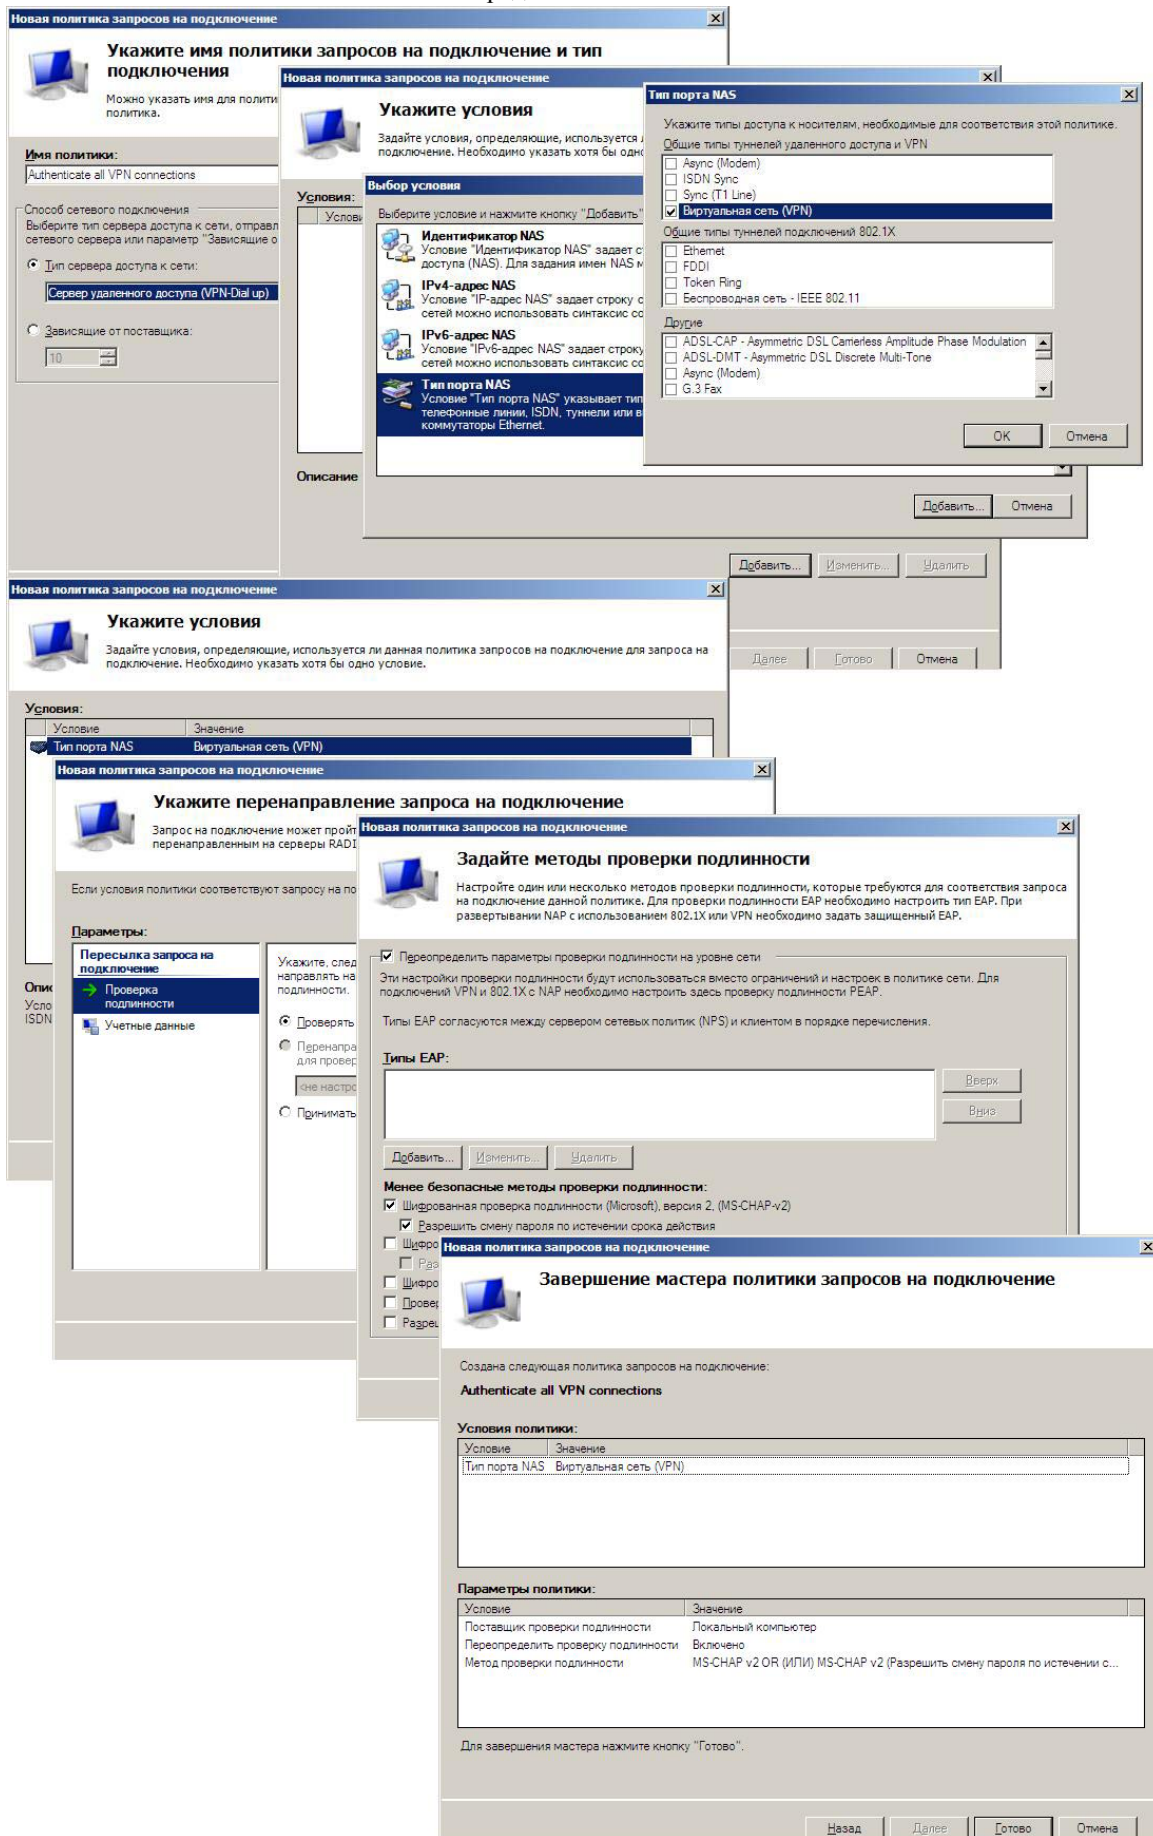 Новая политика запросов на подключение
Укажите имя политики запросов на подключение и тип
подключения
Можно указать имя для полити
политика.
Имя политики:
Authenticate all VPN connections
Способ сетевого подключения
Выберите тип сервера доступа к сети, отправл
сетевого сервера или параметр "Зависящие о
Тип сервера доступа к сети:
Сервер удаленного доступа (VPN-Dial up)
Зависящие от поставщика:
10
Новая политика запросов на подключение
Укажите условия
Задайте условия, определяющие, используется
подключение. Необходимо указать хотя бы одн
Условия:
Услови
Описание
Добавить... Изменить... Удалить
Далее Готово Отмена
Выбор условия
Выберите условие и нажмите кнопку "Добавить"
Идентификатор NAS
Условие "Идентификатор NAS" задает с
доступа (NAS). Для задания имен NAS м
IPv4-адрес NAS
Условие "IP-адрес NAS" задает строку с
сетей можно использовать синтаксис со
IPv6-адрес NAS
Условие "IPv6-адрес NAS" задает строку
сетей можно использовать синтаксис со
Тип порта NAS
Условие "Тип порта NAS" указывает тип
телефонные линии, ISDN, туннели или в
коммутаторы Ethernet.
Добавить... Отмена
Тип порта NAS
Укажите типы доступа к носителям, необходимые для соответствия этой политике.
Общие типы туннелей удаленного доступа и VPN
Async (Modem)
ISDN Sync
Sync (T1 Line)
Виртуальная сеть (VPN)
Общие типы туннелей подключений 802.1X
Ethernet
FDDI
Token Ring
Беспроводная сеть - IEEE 802.11
Другие
ADSL-CAP - Asymmetric DSL Carrierless Amplitude Phase Modulation
ADSL-DMT - Asymmetric DSL Discrete Multi-Tone
Async (Modem)
G.3 Fax
OK Отмена
Новая политика запросов на подключение
Укажите условия
Задайте условия, определяющие, используется ли данная политика запросов на подключение для запроса на
подключение. Необходимо указать хотя бы одно условие.
Условия:
Условие Значение
Тип порта NAS Виртуальная сеть (VPN)
Опис
Усло
ISDN
Новая политика запросов на подключение
Укажите перенаправление запроса на подключение
Запрос на подключение может пройт
перенаправленным на серверы RADI
Если условия политики соответствуют запросу на по
Параметры:
Пересылка запроса на
подключение
Проверка
подлинности
Учетные данные
Укажите, след
направлять на
подлинности.
Проверять
Перенапра
для провер
<не настро
Принимать
Новая политика запросов на подключение
Задайте методы проверки подлинности
Настройте один или несколько методов проверки подлинности, которые требуются для соответствия запроса
на подключение данной политике. Для проверки подлинности EAP необходимо настроить тип EAP. При
развертывании NAP с использованием 802.1X или VPN необходимо задать защищенный EAP.
Переопределить параметры проверки подлинности на уровне сети
Эти настройки проверки подлинности будут использоваться вместо ограничений и настроек в политике сети. Для
подключений VPN и 802.1X с NAP необходимо настроить здесь проверку подлинности PEAP.
Типы EAP согласуются между сервером сетевых политик (NPS) и клиентом в порядке перечисления.
Типы EAP:
Вверх
Вниз
Добавить... Изменить... Удалить
Менее безопасные методы проверки подлинности:
Шифрованная проверка подлинности (Microsoft), версия 2, (MS-CHAP-v2)
Разрешить смену пароля по истечении срока действия
Шифро
Раз
Шифро
Провер
Разреш
Новая политика запросов на подключение
Завершение мастера политики запросов на подключение
Создана следующая политика запросов на подключение:
Authenticate all VPN connections
Условия политики:
Условие Значение
Тип порта NAS Виртуальная сеть (VPN)
Параметры политики:
Условие Значение
Поставщик проверки подлинности Локальный компьютер
Переопределить проверку подлинности Включено
Метод проверки подлинности MS-CHAP v2 OR (ИЛИ) MS-CHAP v2 (Разрешить смену пароля по истечении с...
Для завершения мастера нажмите кнопку "Готово".
Назад Далее Готово Отмена